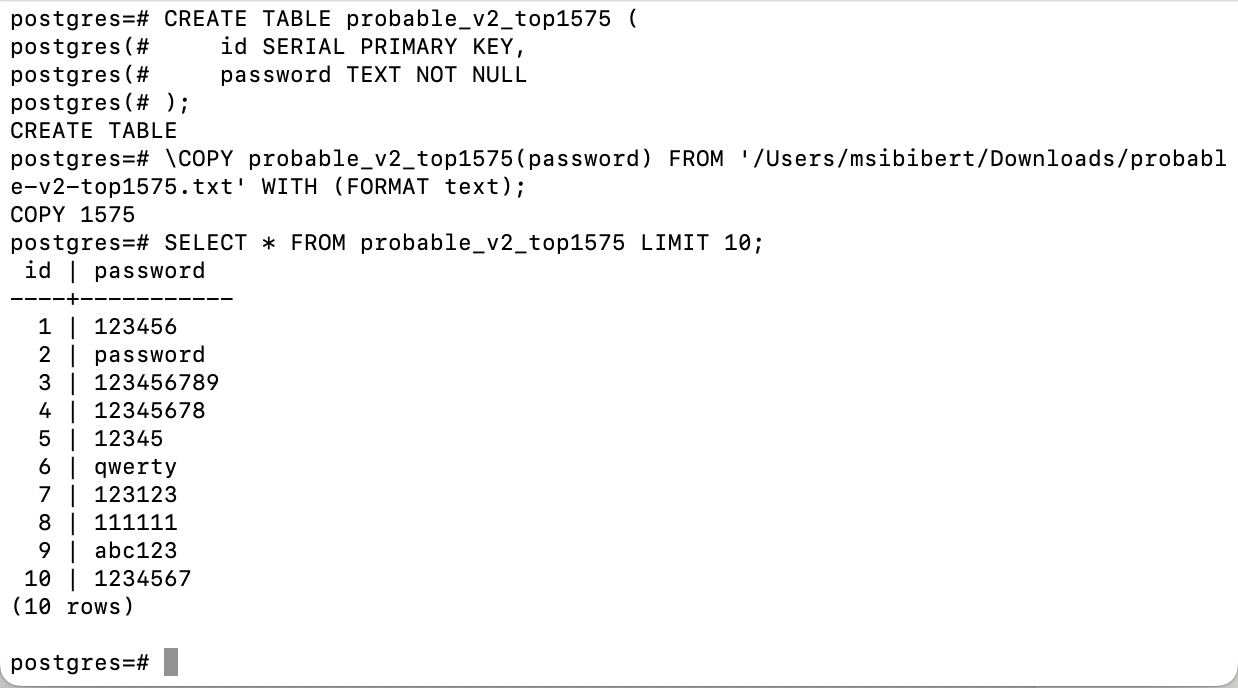 postgres=# CREATE TABLE probable_v2_top1575 (
postgres(#     id SERIAL PRIMARY KEY,
postgres(#     password TEXT NOT NULL
postgres(# );
CREATE TABLE
postgres=# \COPY probable_v2_top1575(password) FROM '/Users/msibibert/Downloads/probabl
e-v2-top1575.txt' WITH (FORMAT text);
COPY 1575
postgres=# SELECT * FROM probable_v2_top1575 LIMIT 10;
 id | password
----+-----------
  1 | 123456
  2 | password
  3 | 123456789
  4 | 12345678
  5 | 12345
  6 | qwerty
  7 | 123123
  8 | 111111
  9 | abc123
 10 | 1234567
(10 rows)
postgres=#